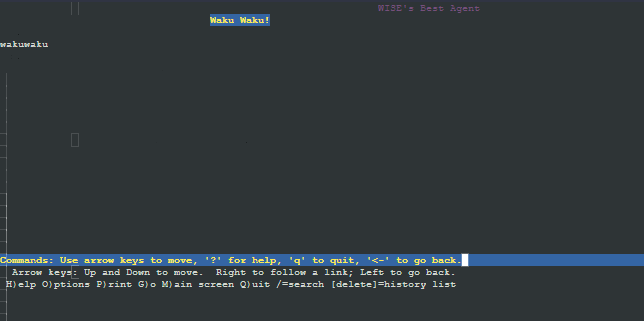 WISE's Best Agent
Waku Waku!
wakuwaku
Commands: Use arrow keys to move, '?' for help, 'q' to quit, '<-' to go back.
Arrow keys: Up and Down to move.  Right to follow a link; Left to go back.
H)elp O)ptions P)rint G)o M)ain screen Q)uit /=search [delete]=history list